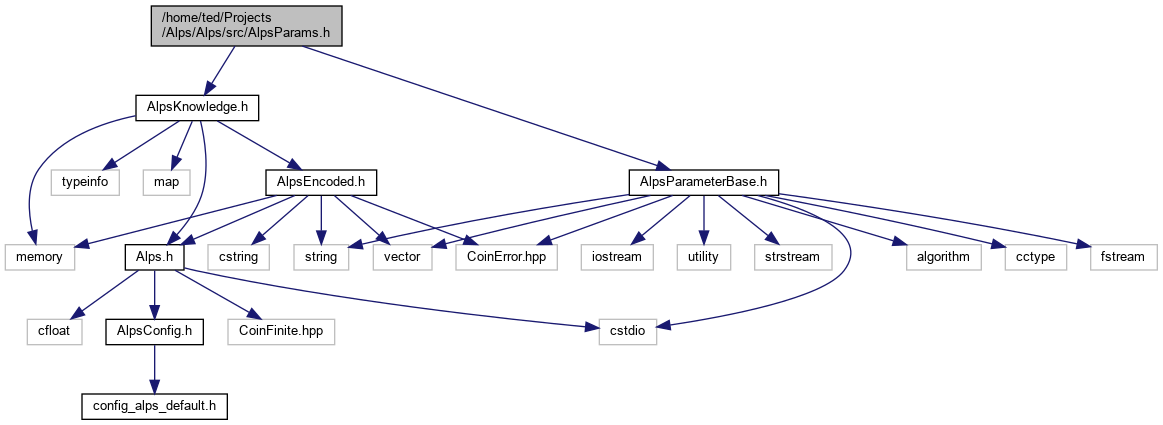 /home/ted/Projects
/Alps/Alps/src/AlpsParams.h
AlpsKnowledge.h
typeinfo
map
AlpsEncoded.h
AlpsParameterBase.h
memory
Alps.h
cstring
string
vector
CoinError.hpp
iostream
utility
strstream
algorithm
cctype
fstream
cfloat
AlpsConfig.h
CoinFinite.hpp
cstdio
config_alps_default.h